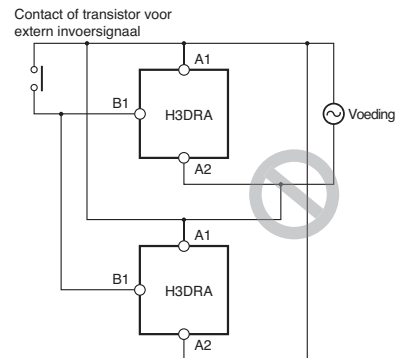 Contact of transistor voor
extern invoersignaal
A1
B1
H3DRA
Voeding
A2
A1
B1
H3DRA
A2